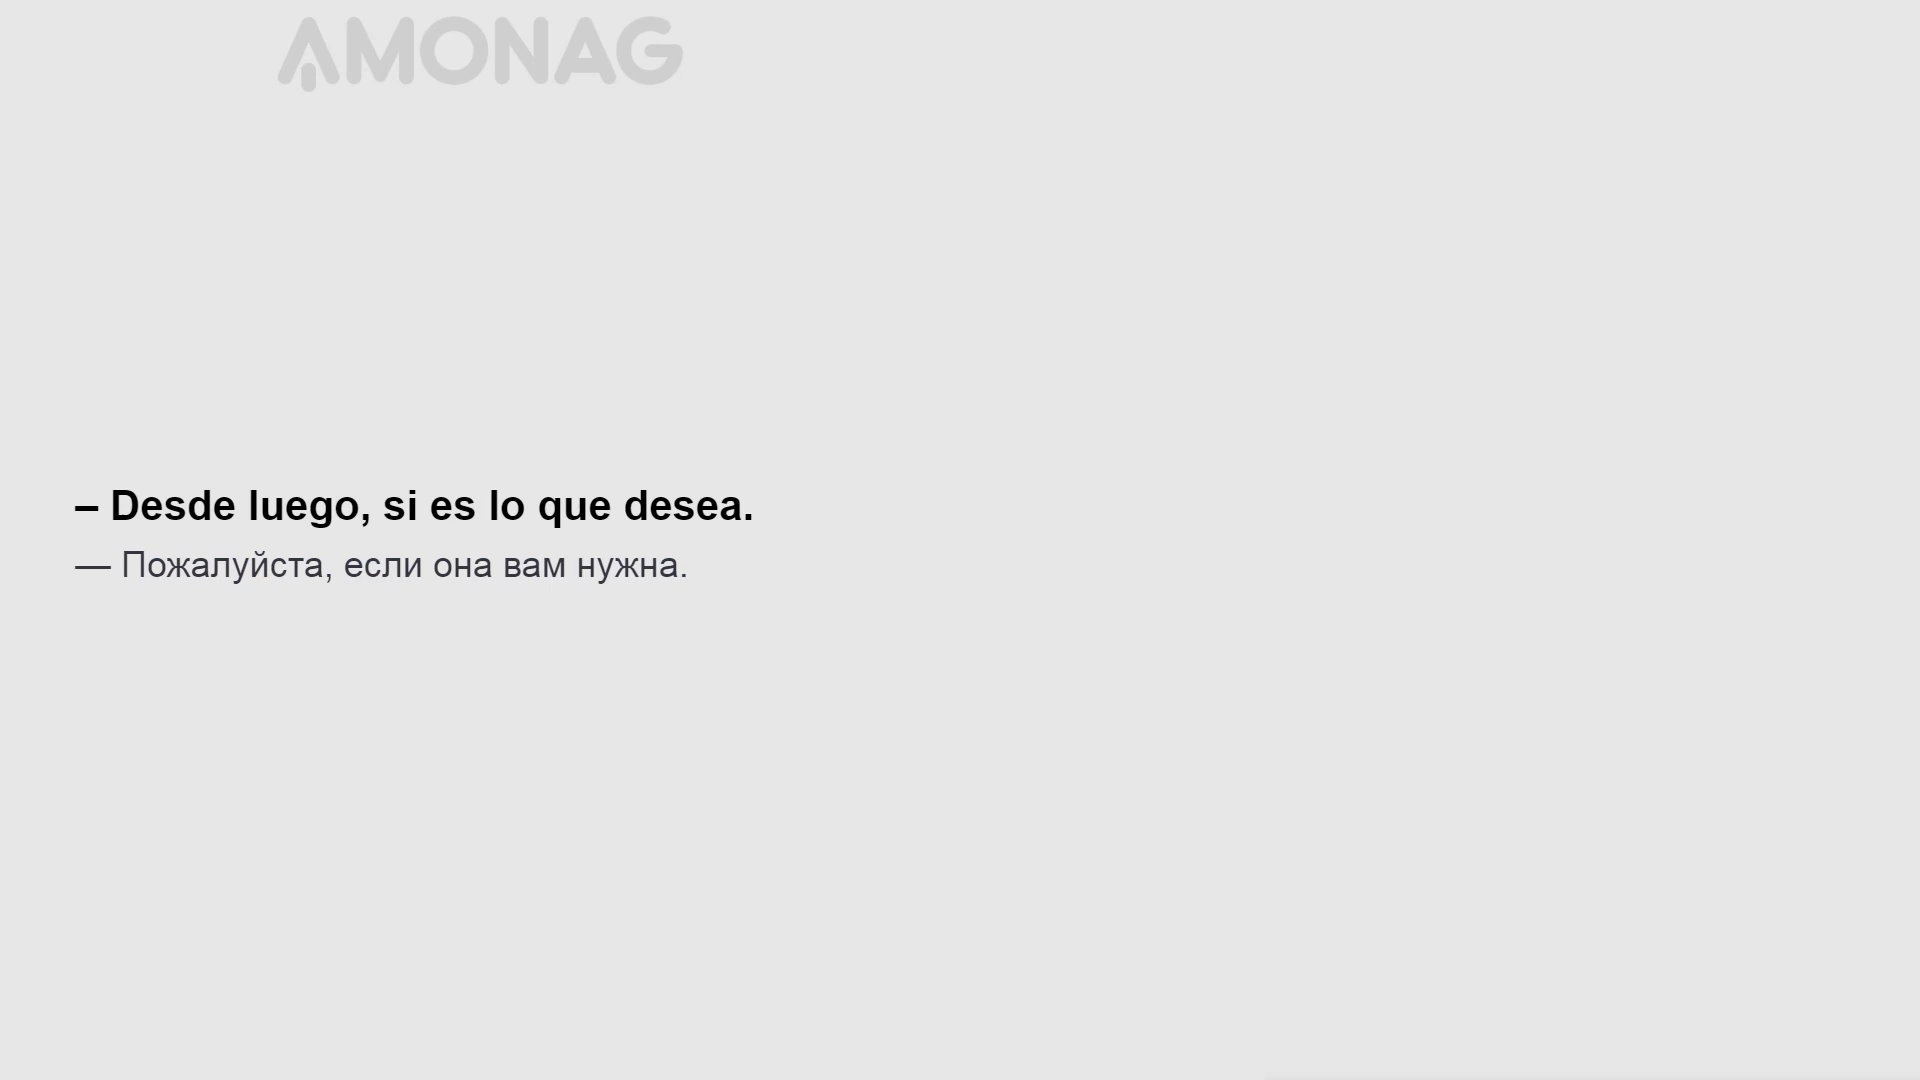 AMONAG
– Desde luego, si es lo que desea.
— Пожалуйста, если она вам нужна.